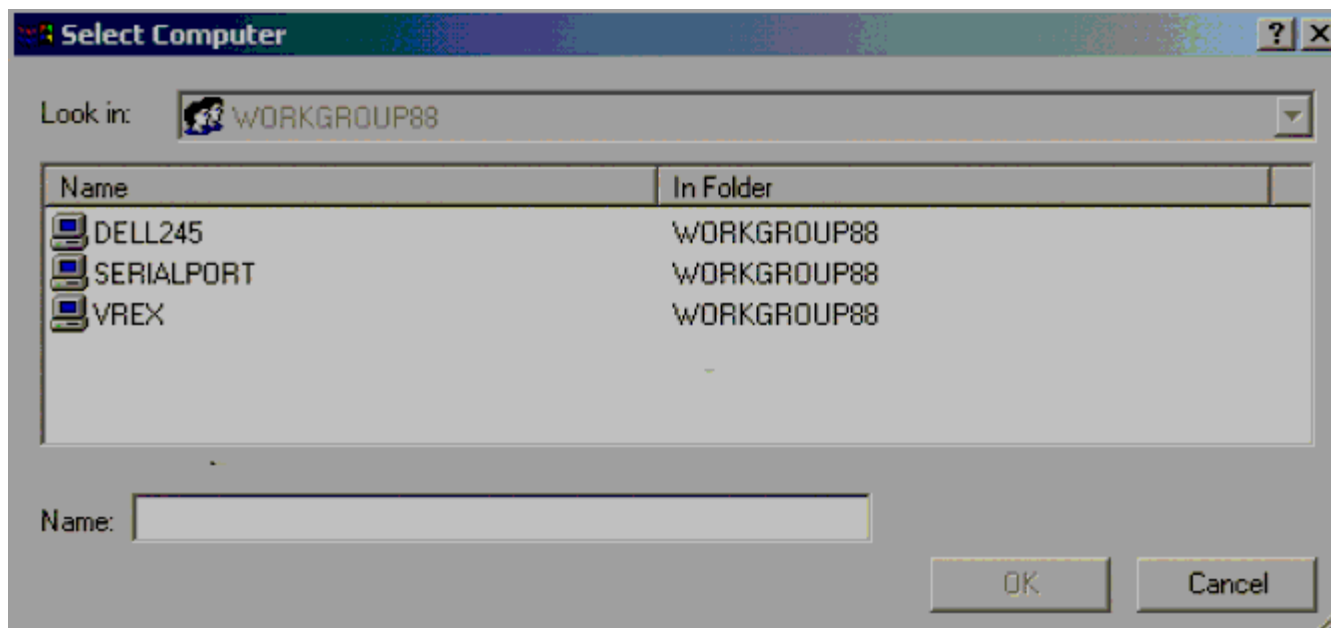 Select Computer
Look in: WORKGROUP88
Name In Folder
DELL245 WORKGROUP88
SERIALPORT WORKGROUP88
VREX WORKGROUP88
Name:
OK Cancel